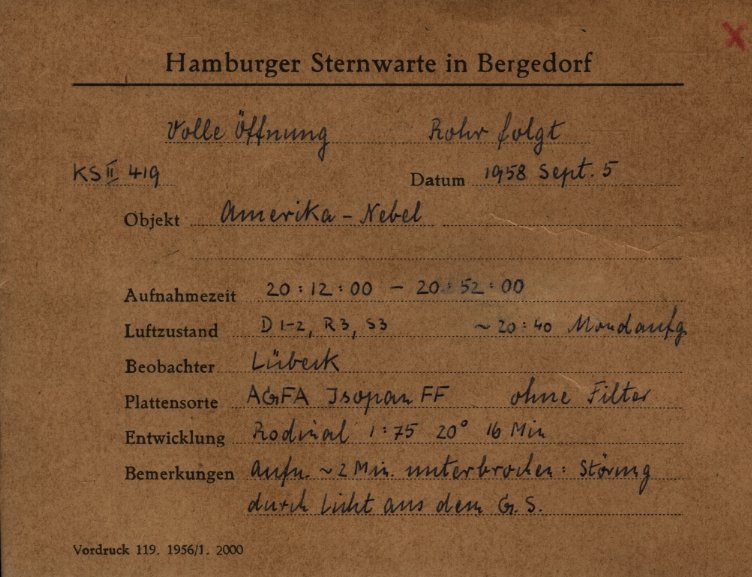 Hamburger Sternwarte in Bergedorf
Volle Öffnung Rohr folgt
KS II 419 Datum 1958 Sept. 5
Objekt Amerika - Nebel
Aufnahmezeit 20:12:00 - 20:52:00
Luftzustand D 1-2, R 3, S 3 ~ 20:40 Mondaufg
Beobachter Lübeck
Plattensorte AGFA Isopan FF ohne Filter
Entwicklung Rodinal 1:75 20° 16 Min
Bemerkungen Aufn. ~ 2 Min. unterbrochen: Störung
durch Licht aus dem G.S.
Vordruck 119. 1956/1. 2000